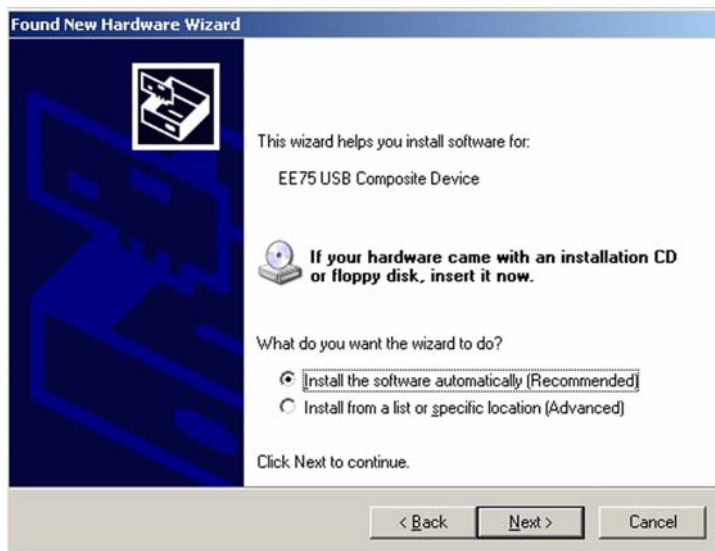 Found New Hardware Wizard
This wizard helps you install software for:
EE75 USB Composite Device
If your hardware came with an installation CD
or floppy disk, insert it now.
What do you want the wizard to do?
Install the software automatically (Recommended)
Install from a list or specific location (Advanced)
Click Next to continue.
< Back
Next >
Cancel